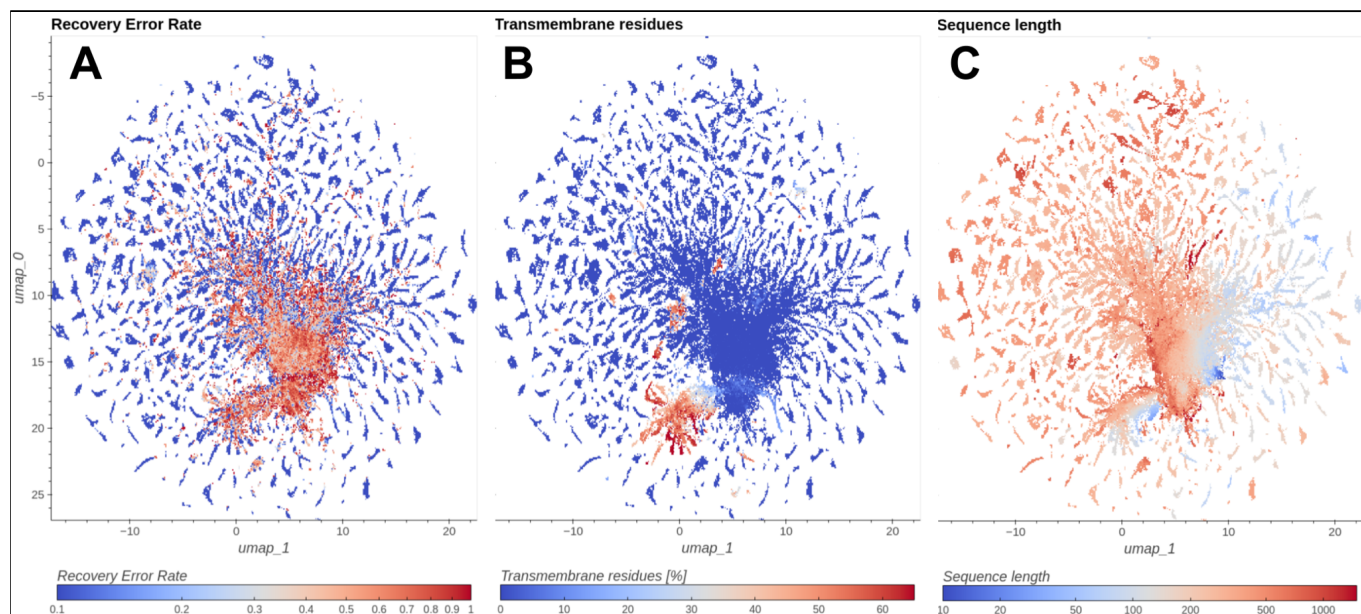 Recovery Error Rate
Transmembrane residues
Sequence length
A
B
C
−5
0
5
10
15
20
25
umap_0
−10 0 10 20
−10 0 10 20
−10 0 10 20
umap_1
umap_1
umap_1
Recovery Error Rate
0.1 0.2 0.3 0.4 0.5 0.6 0.7 0.8 0.9 1
Transmembrane residues [%]
0 10 20 30 40 50 60
Sequence length
10 20 50 100 200 500 1000